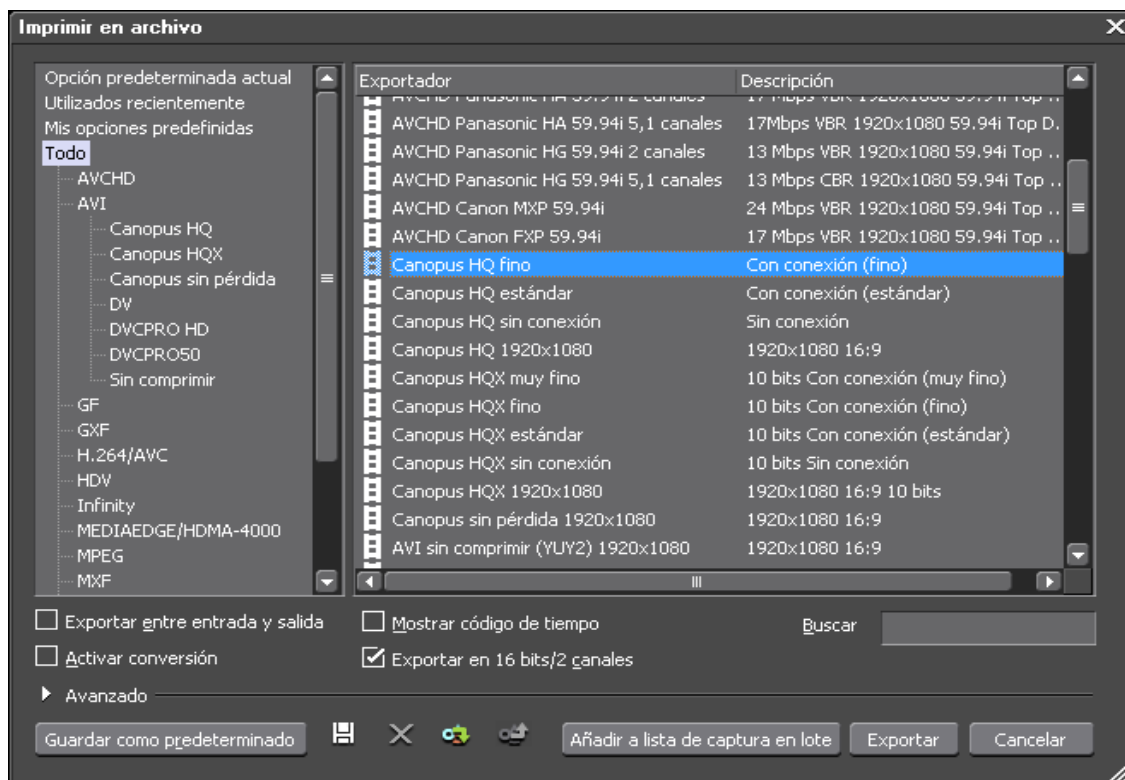 Imprimir en archivo
Opción predeterminada actual
Utilizados recientemente
Mis opciones predefinidas
Todo
AVCHD
AVI
Canopus HQ
Canopus HQX
Canopus sin pérdida
DV
DVCPRO HD
DVCPRO50
Sin comprimir
GF
GXF
H.264/AVC
HDV
Infinity
MEDIAEDGE/HDMA-4000
MPEG
MXF
Exportador Descripción
AVCHD Panasonic HA 59.94i 5,1 canales 17Mbps VBR 1920x1080 59.94i Top D.
AVCHD Panasonic HG 59.94i 2 canales 13 Mbps VBR 1920x1080 59.94i Top ..
AVCHD Panasonic HG 59.94i 5,1 canales 13 Mbps CBR 1920x1080 59.94i Top ..
AVCHD Canon MXP 59.94i 24 Mbps VBR 1920x1080 59.94i Top ..
AVCHD Canon FXP 59.94i 17 Mbps VBR 1920x1080 59.94i Top ..
Canopus HQ fino Con conexión (fino)
Canopus HQ estándar Con conexión (estándar)
Canopus HQ sin conexión Sin conexión
Canopus HQ 1920x1080 1920x1080 16:9
Canopus HQX muy fino 10 bits Con conexión (muy fino)
Canopus HQX fino 10 bits Con conexión (fino)
Canopus HQX estándar 10 bits Con conexión (estándar)
Canopus HQX sin conexión 10 bits Sin conexión
Canopus HQX 1920x1080 1920x1080 16:9 10 bits
Canopus sin pérdida 1920x1080 1920x1080 16:9
AVI sin comprimir (YUY2) 1920x1080 1920x1080 16:9
Exportar entre entrada y salida
Mostrar código de tiempo
Buscar
Activar conversión
Exportar en 16 bits/2 canales
Avanzado
Guardar como predeterminado
Añadir a lista de captura en lote
Exportar
Cancelar